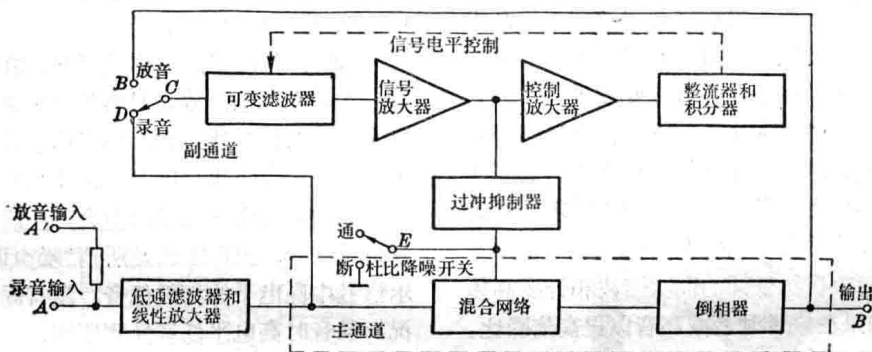 信号电平控制
B 放音
C
D
录音
可变滤波器
信号
放大器
控制
放大器
整流器和
积分器
副通道
过冲抑制器
放音输入
A′
通
E
断 杜比降噪开关
录音输入
A
低通滤波器和
线性放大器
主通道
混合网络
倒相器
输出
B